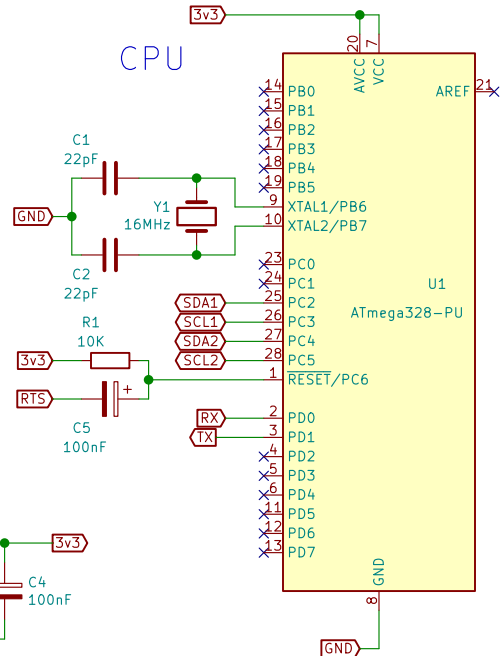 3v3
CPU
20
AVCC
7
VCC
14 PB0
AREF 21
15 PB1
16 PB2
17 PB3
18 PB4
19 PB5
C1
22pF
Y1
16MHz
9 XTAL1/PB6
GND
10 XTAL2/PB7
C2
22pF
23 PC0
24 PC1
U1
ATmega328-PU
SDA1 25 PC2
SCL1 26 PC3
SDA2 27 PC4
SCL2 28 PC5
R1
10K
3v3
1 RESET/PC6
RTS
+
C5
100nF
RX 2 PD0
TX 3 PD1
4 PD2
5 PD3
6 PD4
11 PD5
12 PD6
13 PD7
3v3
C4
100nF
GND
8
GND